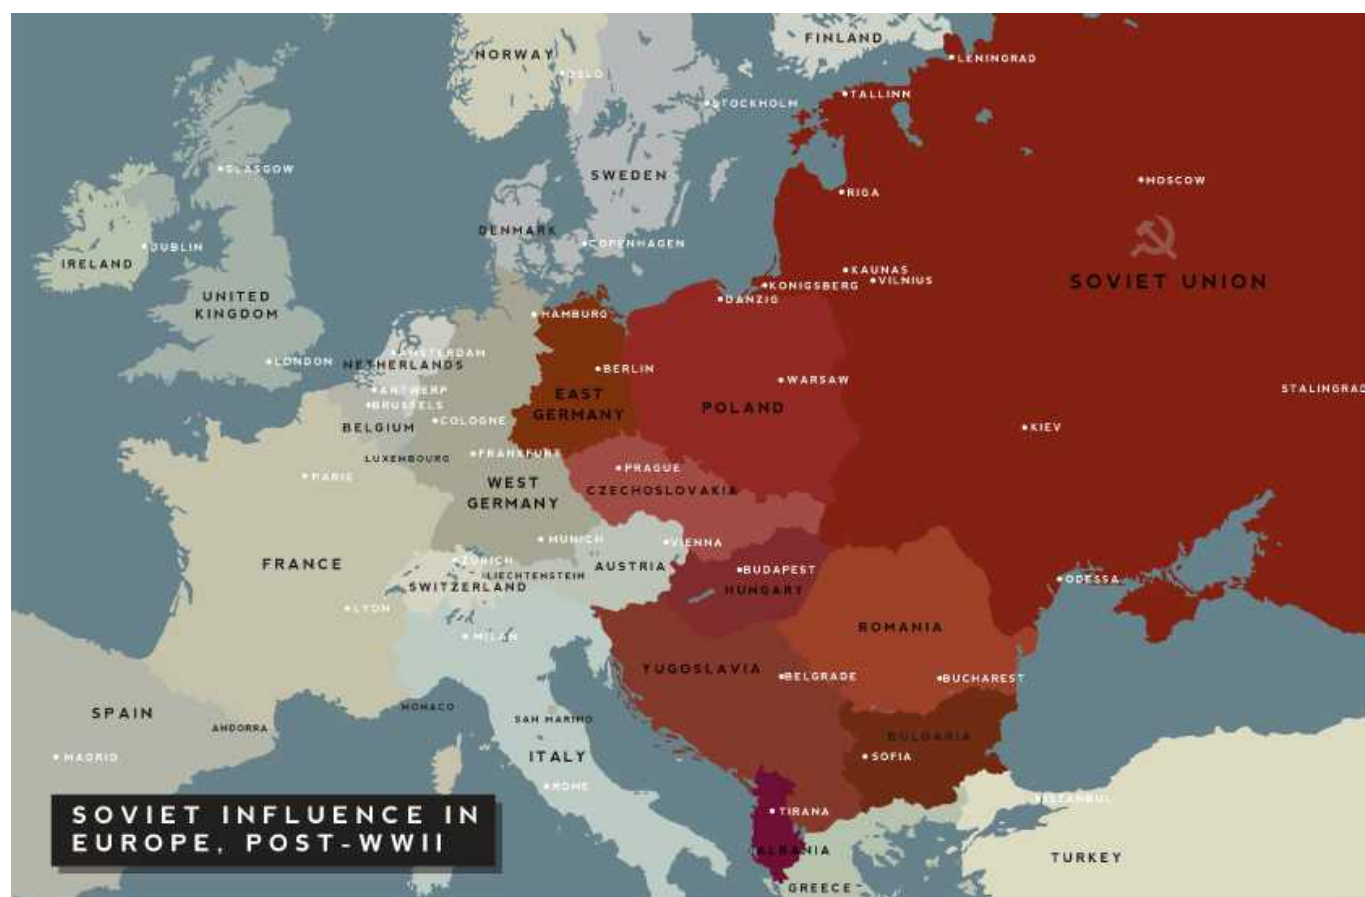 NORWAY
OSLO
FINLAND
LENINGRAD
TALLINN
STOCKHOLM
GLASGOW
SWEDEN
MOSCOW
RIGA
DENMARK
DUBLIN
COPENHAGEN
IRELAND
KAUNAS
VILNIUS
SOVIET UNION
KONIGSBERG
UNITED
KINGDOM
DANZIG
HAMBURG
LONDON
AMSTERDAM
NETHERLANDS
BERLIN
WARSAW
STALINGRAD
ANTWERP
BRUSSELS
EAST
GERMANY
POLAND
COLOGNE
BELGIUM
KIEV
LUXEMBOURG
FRANKFURT
PRAGUE
PARIS
WEST
GERMANY
CZECHOSLOVAKIA
MUNICH
VIENNA
FRANCE
ZURICH
AUSTRIA
BUDAPEST
LIECHTENSTEIN
SWITZERLAND
HUNGARY
ODESSA
LYON
MILAN
ROMANIA
YUGOSLAVIA
BELGRADE
BUCHAREST
MONACO
SPAIN
ANDORRA
SAN MARINO
BULGARIA
MADRID
ITALY
SOFIA
ROME
ISTANBUL
SOVIET INFLUENCE IN
EUROPE, POST-WWII
TIRANA
ALBANIA
TURKEY
GREECE